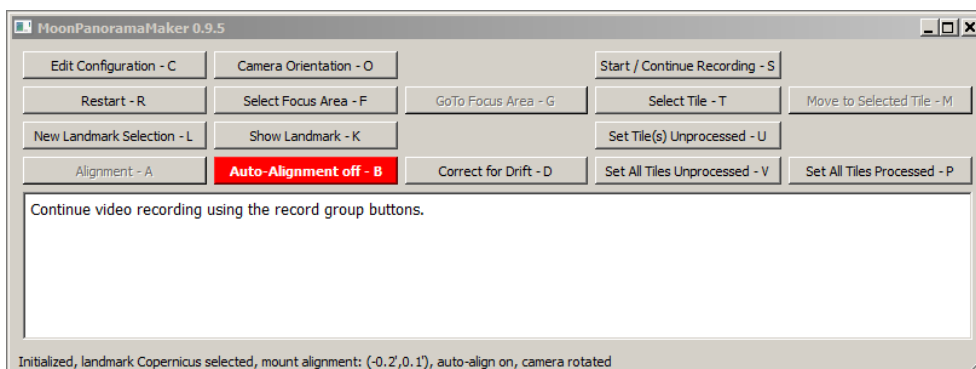 MoonPanoramaMaker 0.9.5
Edit Configuration - C Camera Orientation - O Start / Continue Recording - S
Restart - R Select Focus Area - F GoTo Focus Area - G Select Tile - T Move to Selected Tile - M
New Landmark Selection - L Show Landmark - K Set Tile(s) Unprocessed - U
Alignment - A Auto-Alignment off - B Correct for Drift - D Set All Tiles Unprocessed - V Set All Tiles Processed - P
Continue video recording using the record group buttons.
Initialized, landmark Copernicus selected, mount alignment: (-0.2',0.1'), auto-align on, camera rotated